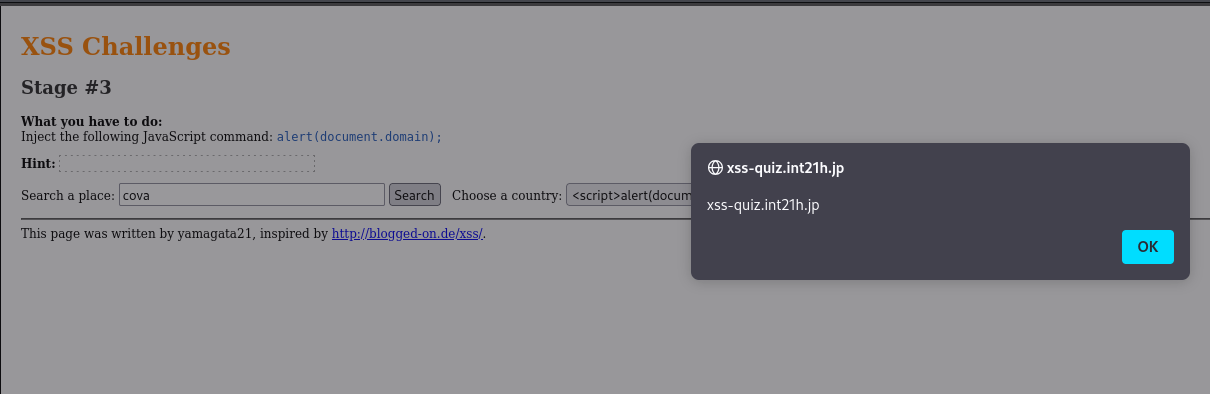 XSS Challenges
Stage #3
What you have to do:
Inject the following JavaScript command: alert(document.domain);
Hint:
Search a place: cova Search Choose a country: <script>alert(docum
This page was written by yamagata21, inspired by http://blogged-on.de/xss/.
xss-quiz.int21h.jp
xss-quiz.int21h.jp
OK